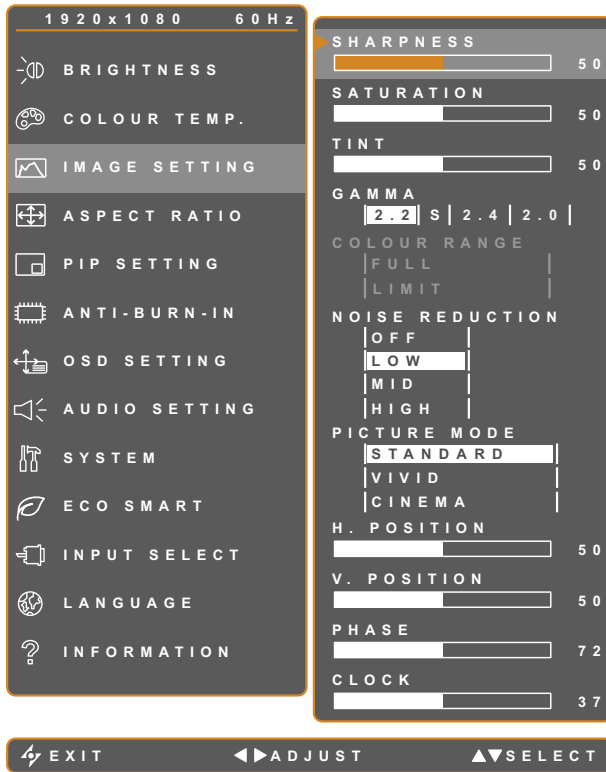 1920x1080 60Hz
BRIGHTNESS
COLOUR TEMP.
IMAGE SETTING
ASPECT RATIO
PIP SETTING
ANTI-BURN-IN
OSD SETTING
AUDIO SETTING
SYSTEM
ECO SMART
INPUT SELECT
LANGUAGE
INFORMATION
SHARPNESS
50
SATURATION
50
TINT
50
GAMMA
2.2 S 2.4 2.0
COLOUR RANGE
FULL
LIMIT
NOISE REDUCTION
OFF
LOW
MID
HIGH
PICTURE MODE
STANDARD
VIVID
CINEMA
H. POSITION
50
V. POSITION
50
PHASE
72
CLOCK
37
EXIT ADJUST SELECT